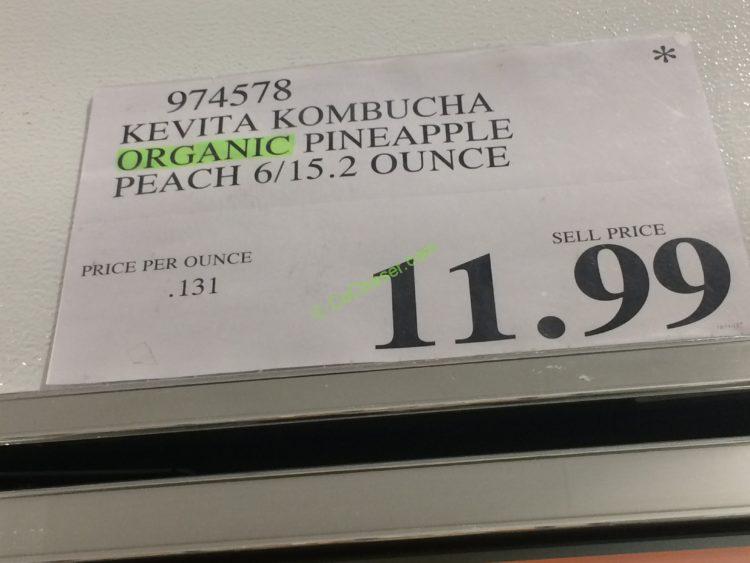 *
974578
KEVITA KOMBUCHA
ORGANIC PINEAPPLE
PEACH 6/15.2 OUNCE
PRICE PER OUNCE
.131
SELL PRICE
11.99